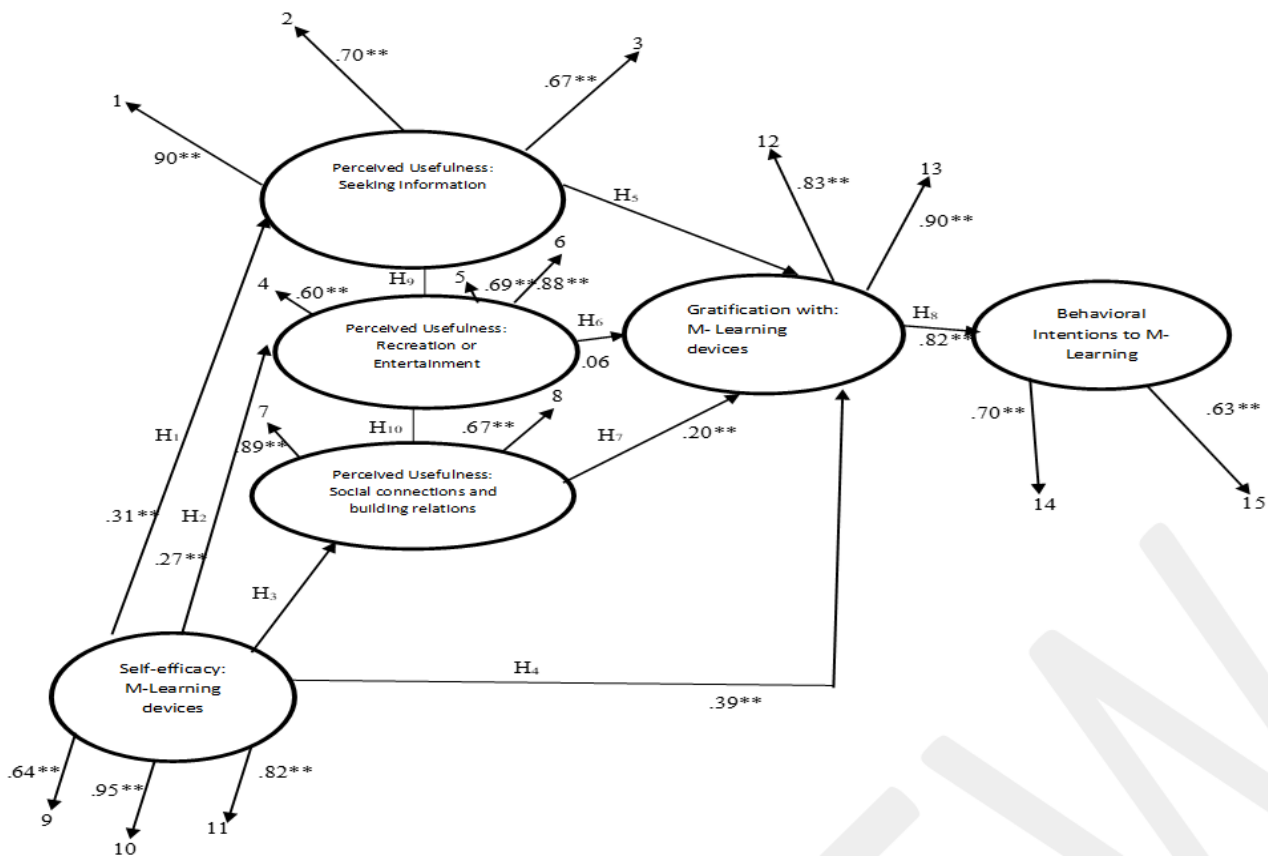 2
3
.70**
.67**
1
90**
12
13
.83**
.90**
Perceived Usefulness:
Seeking Information
H₅
6
H₉
5
4
.60**
.69**
.88**
Perceived Usefulness:
Recreation or
Entertainment
H₆
.06
Gratification with:
M- Learning
devices
H₈
.82**
Behavioral
Intentions to M-
Learning
7
8
H₁₀
.67**
.89**
H₇
.20**
.70**
.63**
H₁
Perceived Usefulness:
Social connections and
building relations
14
15
.31**
H₂
.27**
H₃
Self-efficacy:
M-Learning
devices
H₄
.39**
.64**
.95**
.82**
9
10
11